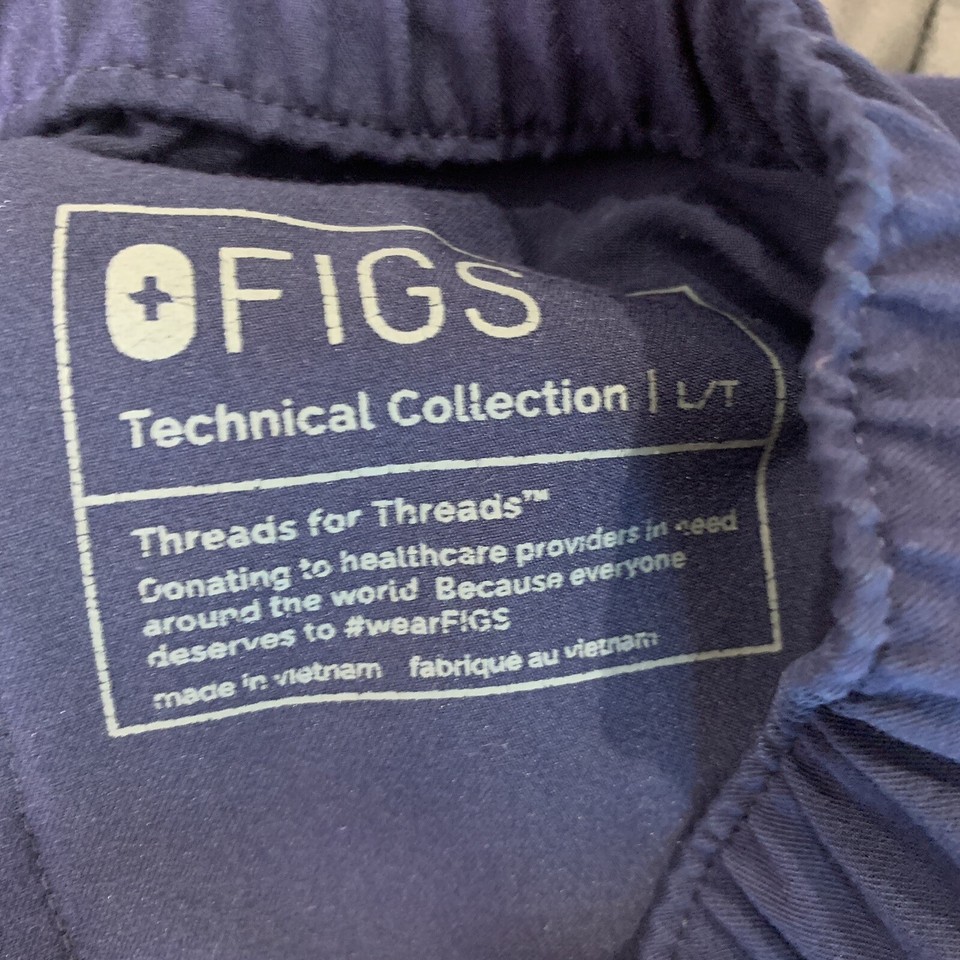 FIGS
Technical Collection | L/T
Threads for Threads™
Donating to healthcare providers in need
around the world Because everyone
deserves to #wearFIGS
made in vietnam fabriqué au vietnam